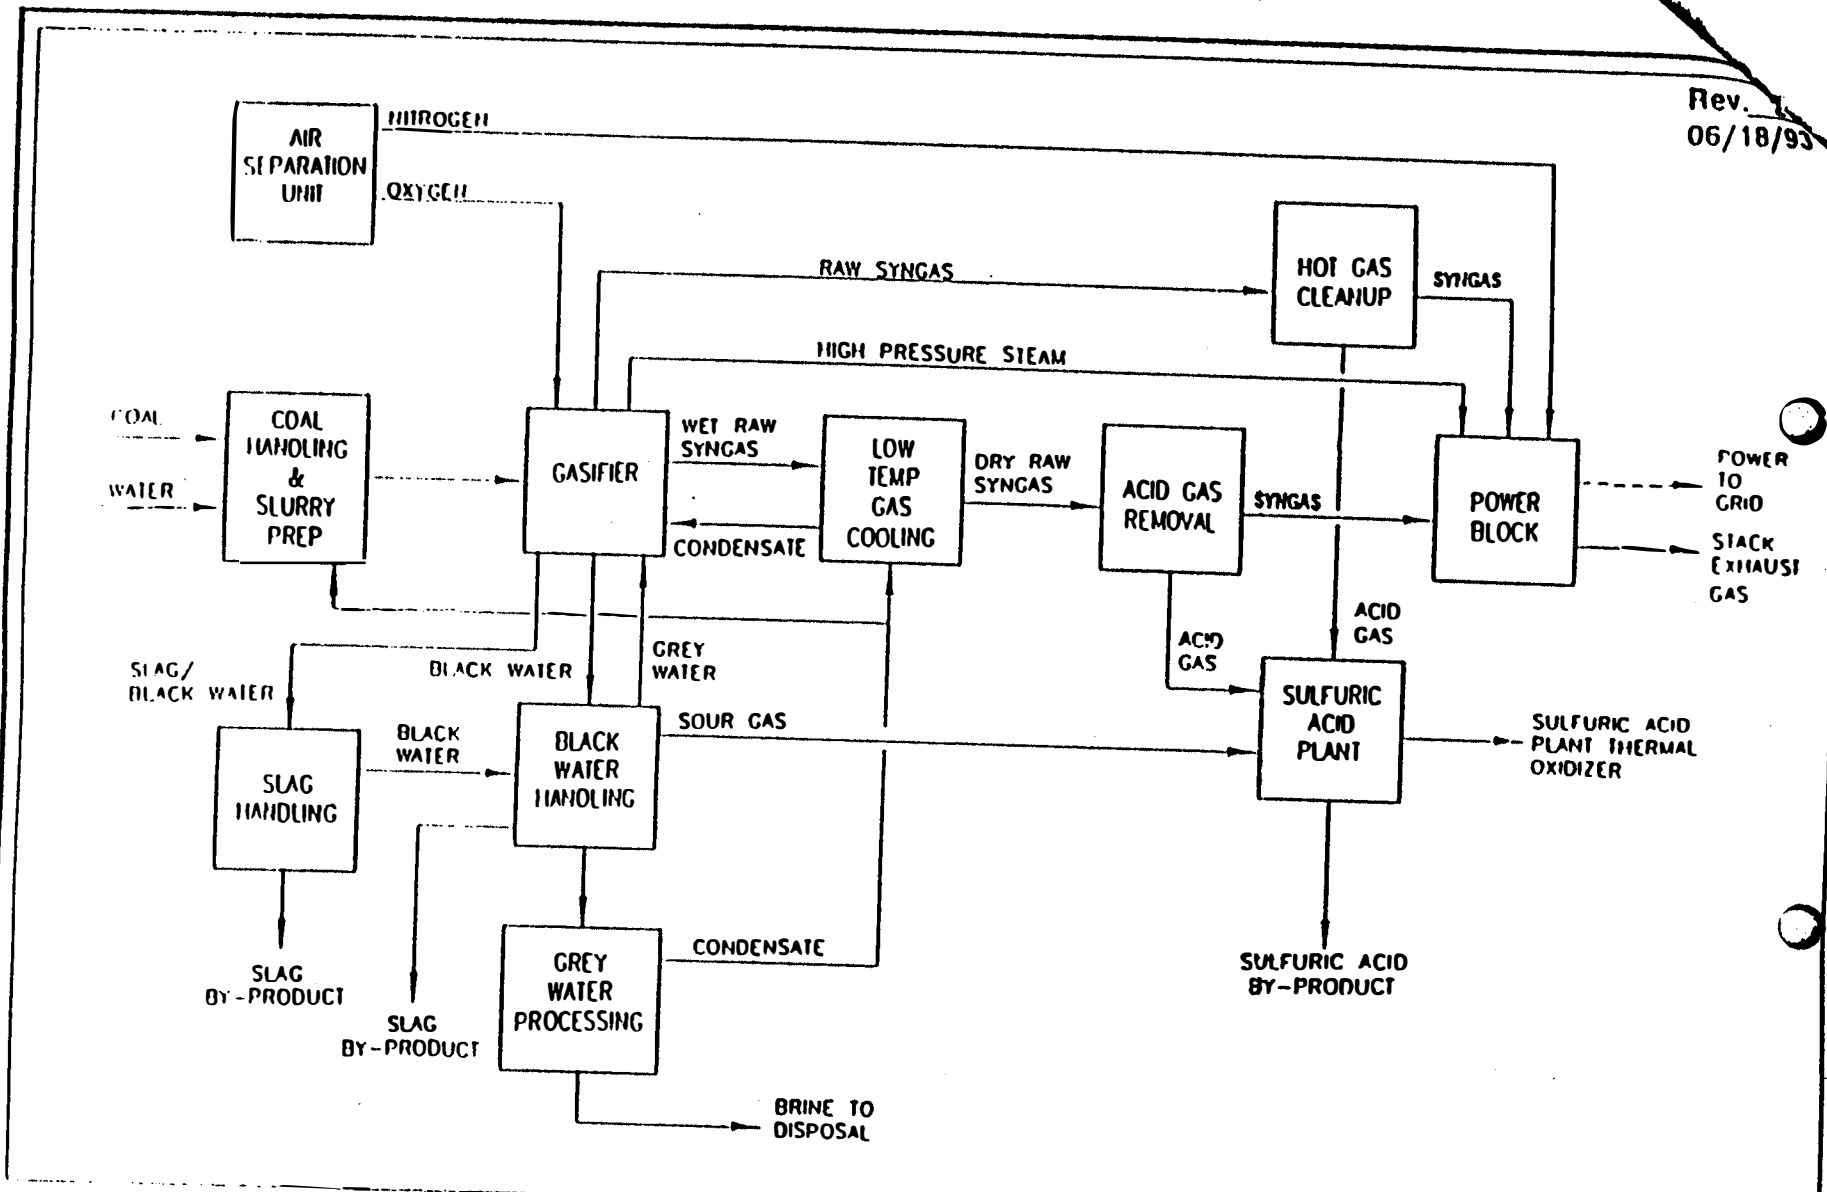 Rev. 1
06/18/93
NITROGEN
AIR
SEPARATION
UNIT
OXYGEN
RAW SYNGAS
HOT GAS
CLEANUP
SYNGAS
HIGH PRESSURE STEAM
COAL
WATER
COAL
HANDLING
&
SLURRY
PREP
GASIFIER
WET RAW
SYNGAS
CONDENSATE
LOW
TEMP
GAS
COOLING
DRY RAW
SYNGAS
ACID GAS
REMOVAL
SYNGAS
POWER
BLOCK
POWER
TO
GRID
STACK
EXHAUST
GAS
SLAG/
BLACK WATER
BLACK WATER
GREY
WATER
ACID
GAS
ACID
GAS
SLAG
HANDLING
BLACK
WATER
BLACK
WATER
HANDLING
SOUR GAS
SULFURIC
ACID
PLANT
SULFURIC ACID
PLANT THERMAL
OXIDIZER
SLAG
BY-PRODUCT
SLAG
BY-PRODUCT
GREY
WATER
PROCESSING
CONDENSATE
SULFURIC ACID
BY-PRODUCT
BRINE TO
DISPOSAL